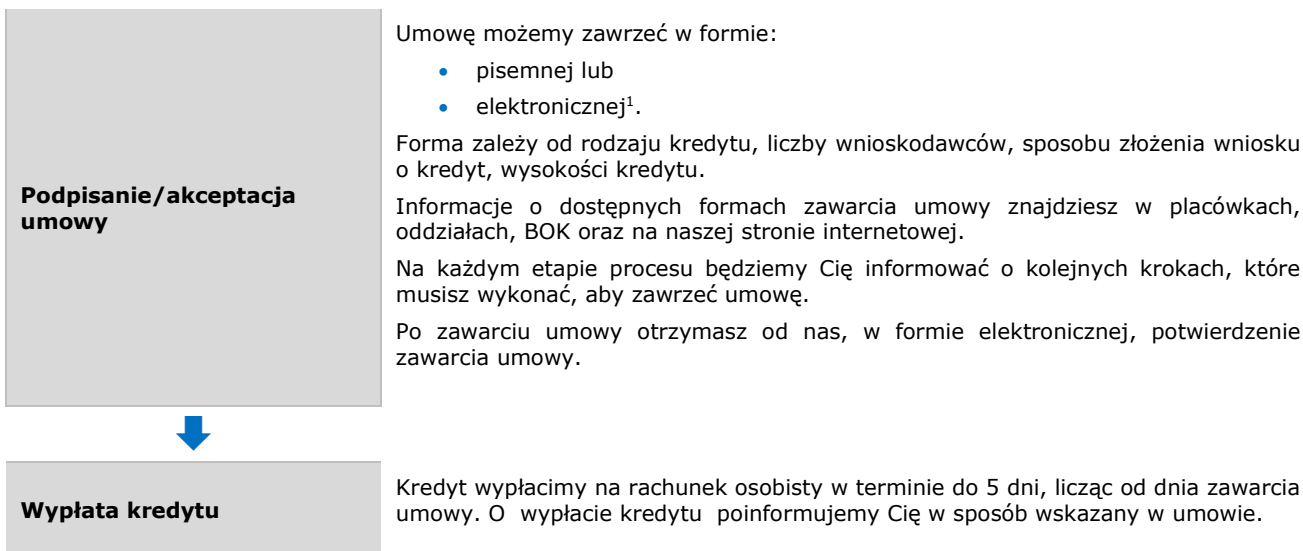 Podpisanie/akceptacja
umowy
Umowę możemy zawrzeć w formie:
• pisemnej lub
• elektronicznej¹.
Forma zależy od rodzaju kredytu, liczby wnioskodawców, sposobu złożenia wniosku
o kredyt, wysokości kredytu.
Informacje o dostępnych formach zawarcia umowy znajdziesz w placówkach,
oddziałach, BOK oraz na naszej stronie internetowej.
Na każdym etapie procesu będziemy Cię informować o kolejnych krokach, które
musisz wykonać, aby zawrzeć umowę.
Po zawarciu umowy otrzymasz od nas, w formie elektronicznej, potwierdzenie
zawarcia umowy.
Wypłata kredytu
Kredyt wypłacimy na rachunek osobisty w terminie do 5 dni, licząc od dnia zawarcia
umowy. O wypłacie kredytu poinformujemy Cię w sposób wskazany w umowie.